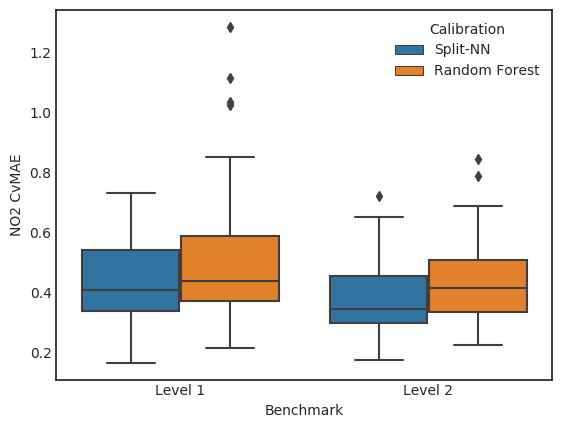 Calibration
Split-NN
Random Forest
NO2 CvMAE
1.2
1.0
0.8
0.6
0.4
0.2
Level 1
Level 2
Benchmark